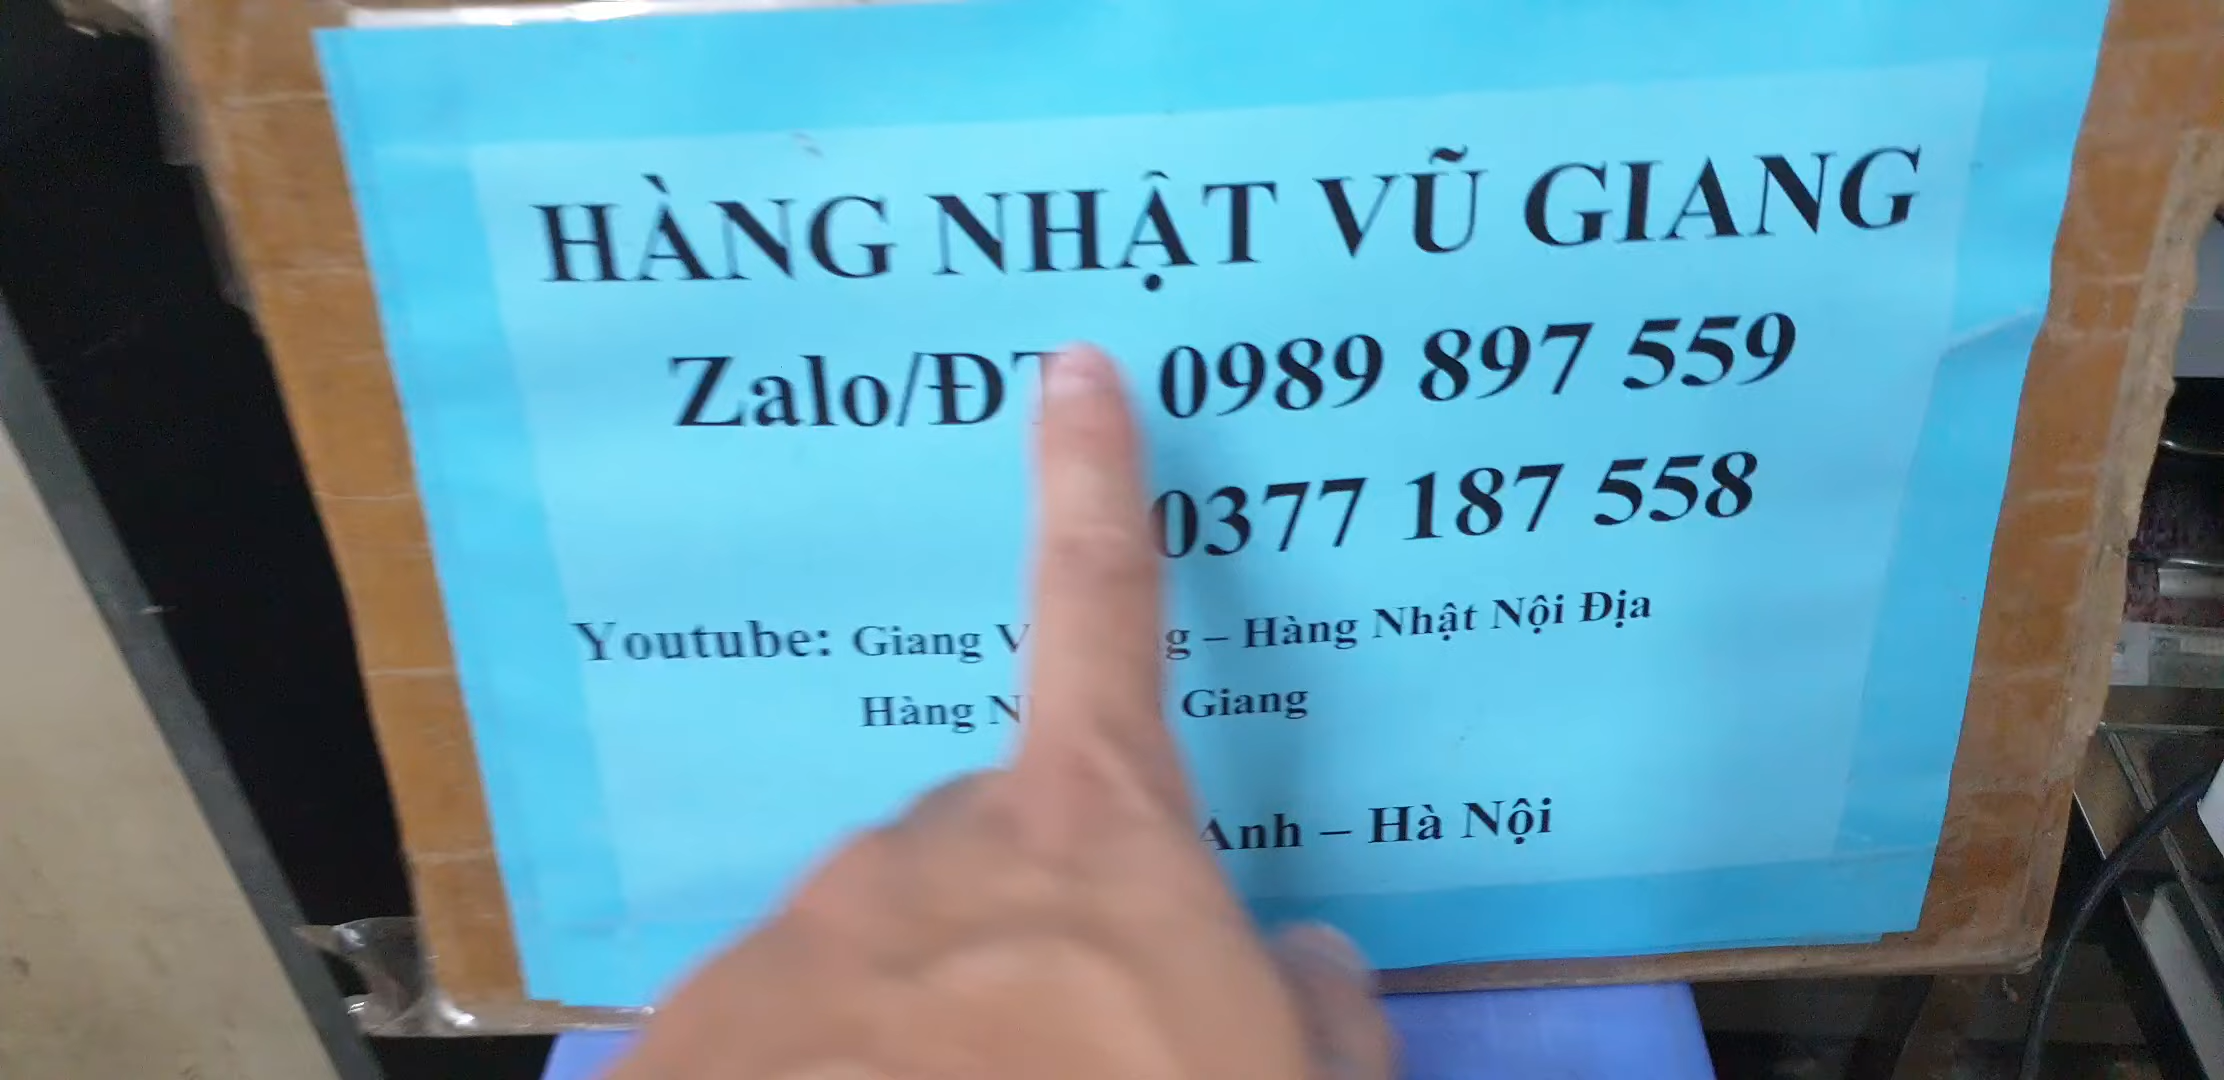 HÀNG NHẬT VŨ GIANG
Zalo/ĐT 0989 897 559
0377 187 558
Youtube: Giang – Hàng Nhật Nội Địa
Hàng Giang
Hà Nội